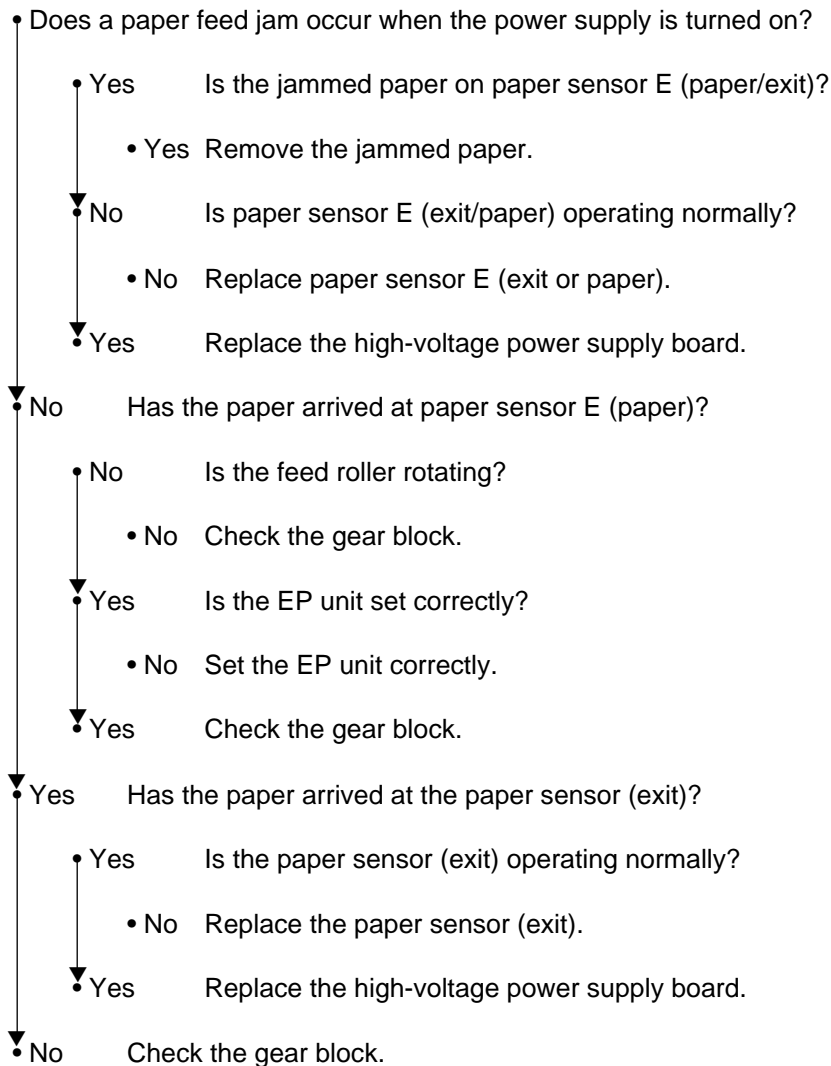 • Does a paper feed jam occur when the power supply is turned on?
• Yes Is the jammed paper on paper sensor E (paper/exit)?
• Yes Remove the jammed paper.
• No Is paper sensor E (exit/paper) operating normally?
• No Replace paper sensor E (exit or paper).
• Yes Replace the high-voltage power supply board.
• No Has the paper arrived at paper sensor E (paper)?
• No Is the feed roller rotating?
• No Check the gear block.
• Yes Is the EP unit set correctly?
• No Set the EP unit correctly.
• Yes Check the gear block.
• Yes Has the paper arrived at the paper sensor (exit)?
• Yes Is the paper sensor (exit) operating normally?
• No Replace the paper sensor (exit).
• Yes Replace the high-voltage power supply board.
• No Check the gear block.